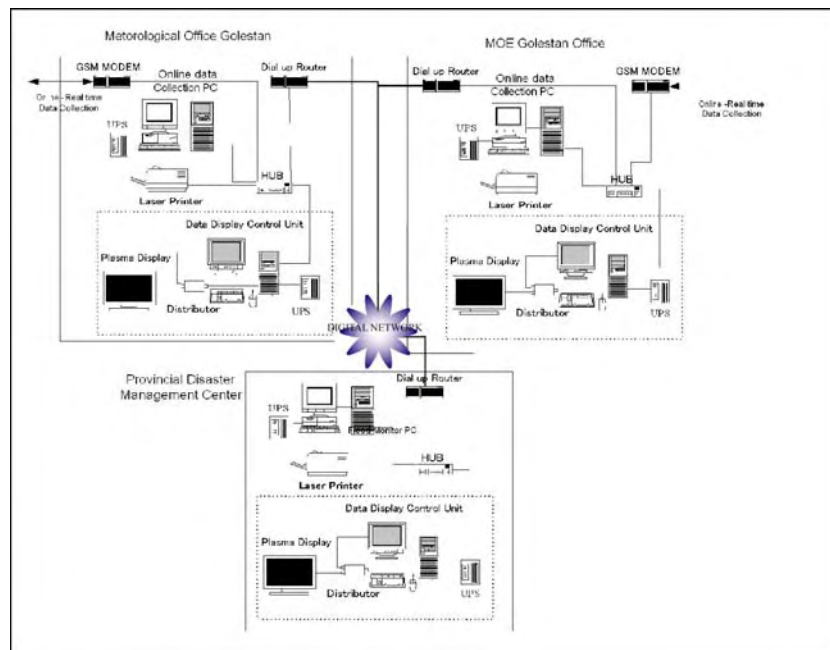 Metorological Office Golestan
GSM MODEM
Dial up Router
Online data
Collection PC
Online -Real time
Data Collection
UPS
HUB
Laser Printer
Data Display Control Unit
Plasma Display
Distributor
UPS
MOE Golestan Office
Dial up Router
Online data
Collection PC
GSM MODEM
Online -Real time
Data Collection
UPS
HUB
Laser Printer
Data Display Control Unit
Plasma Display
Distributor
UPS
DIGITAL NETWORK
Provincial Disaster
Management Center
Dial up Router
UPS
Monitor PC
HUB
Laser Printer
Data Display Control Unit
Plasma Display
Distributor
UPS